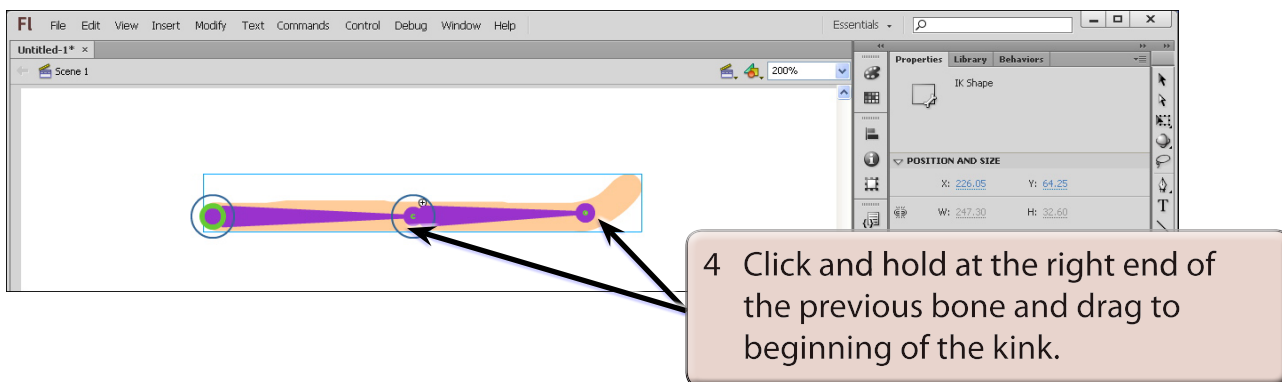 Fl File Edit View Insert Modify Text Commands Control Debug Window Help Essentials
Untitled-1* ×
Scene 1 200%
Properties Library Behaviors
IK Shape
POSITION AND SIZE
X: 226.05 Y: 64.25
W: 247.30 H: 32.60
4 Click and hold at the right end of
the previous bone and drag to
beginning of the kink.